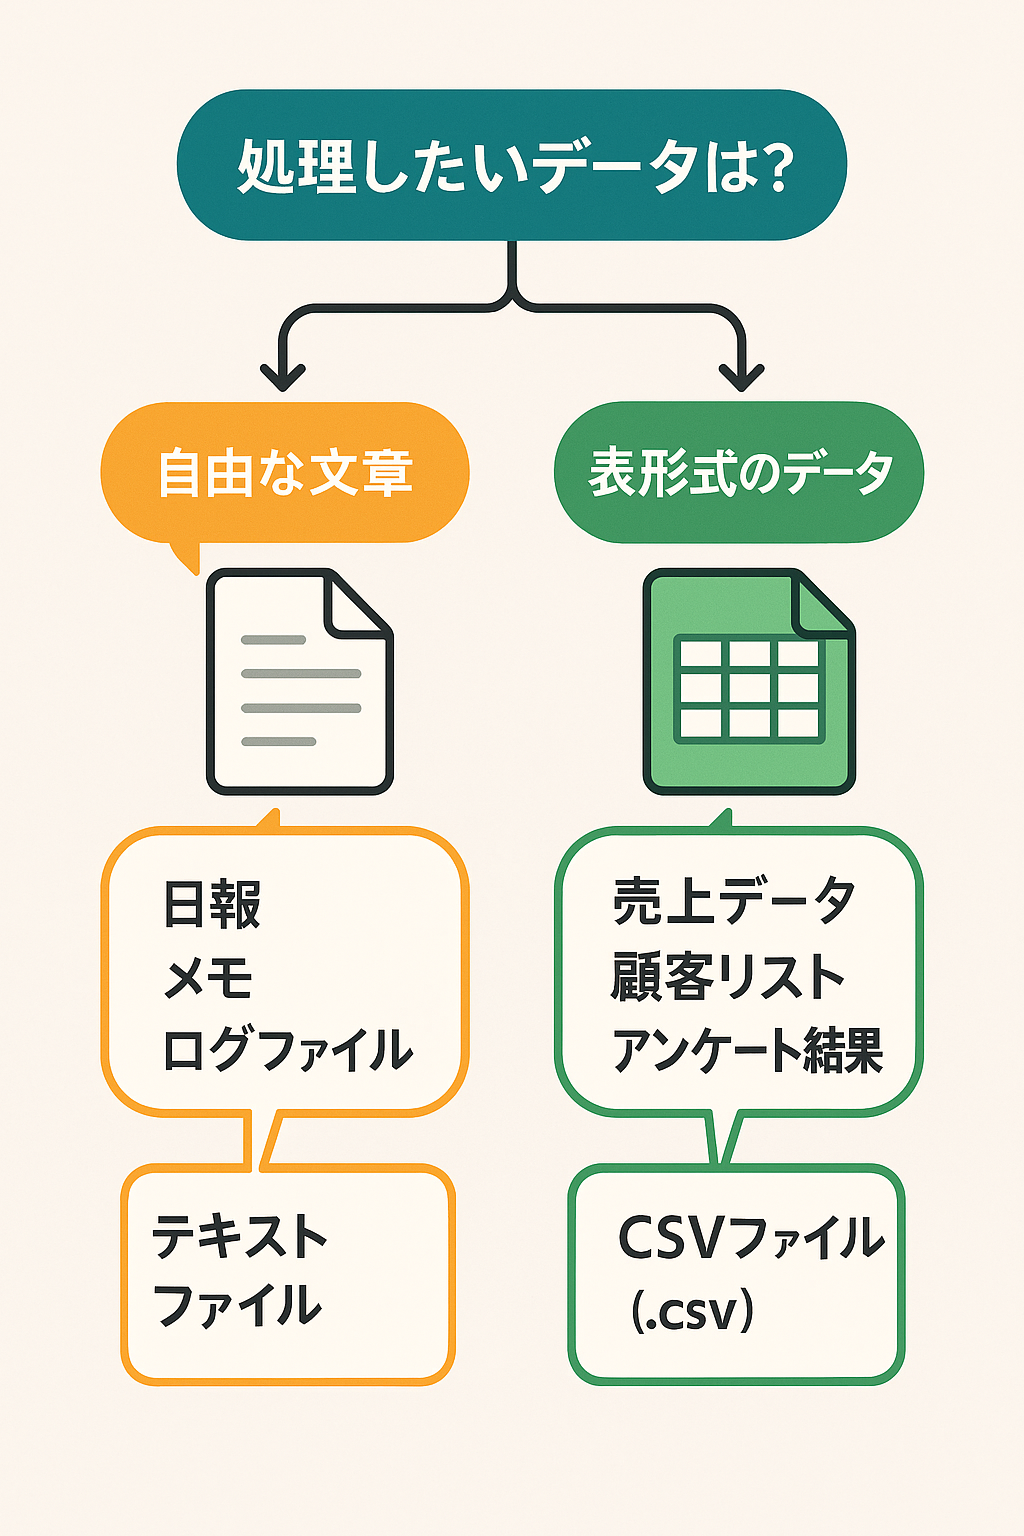 処理したいデータは?
自由な文章
表形式のデータ
日報
メモ
ログファイル
売上データ
顧客リスト
アンケート結果
テキスト
ファイル
CSVファイル
(.csv)